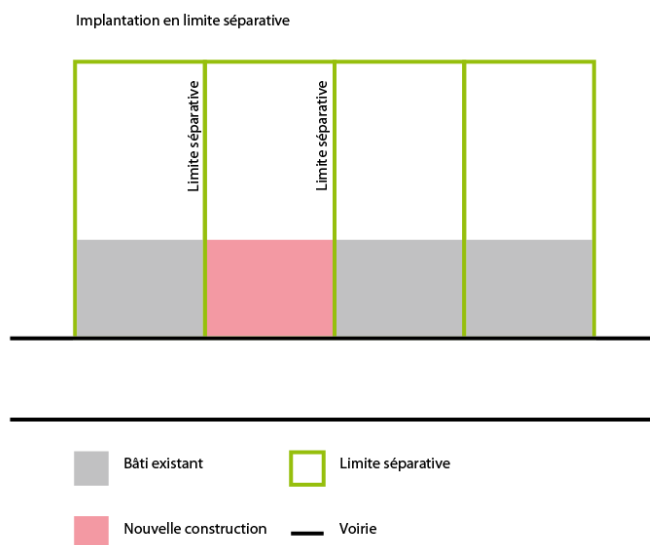 Implantation en limite séparative
Limite séparative
Limite séparative
Bâti existant
Limite séparative
Nouvelle construction
Voirie